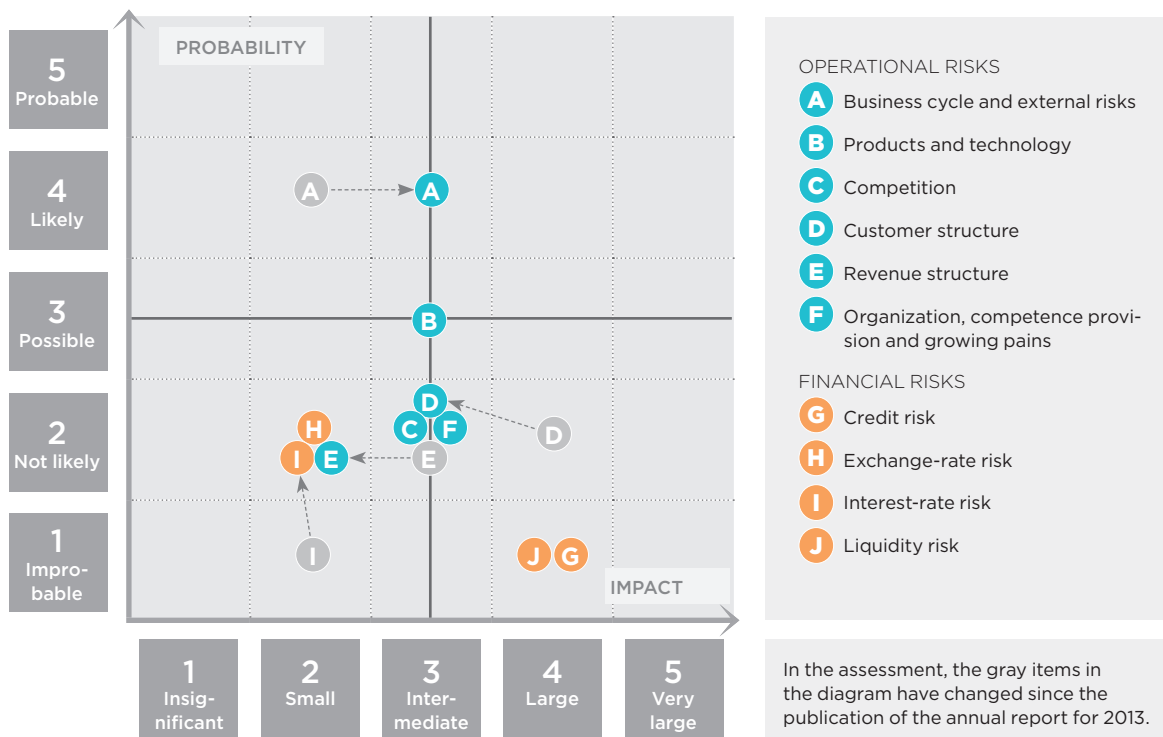 PROBABILITY
5
Probable
4
Likely
3
Possible
2
Not likely
1
Impro-
bable
A
A
B
D
C
F
D
H
I
E
E
I
J
G
IMPACT
1
Insig-
nificant
2
Small
3
Inter-
mediate
4
Large
5
Very
large
OPERATIONAL RISKS
A Business cycle and external risks
B Products and technology
C Competition
D Customer structure
E Revenue structure
F Organization, competence provi-
sion and growing pains
FINANCIAL RISKS
G Credit risk
H Exchange-rate risk
I Interest-rate risk
J Liquidity risk
In the assessment, the gray items in
the diagram have changed since the
publication of the annual report for 2013.